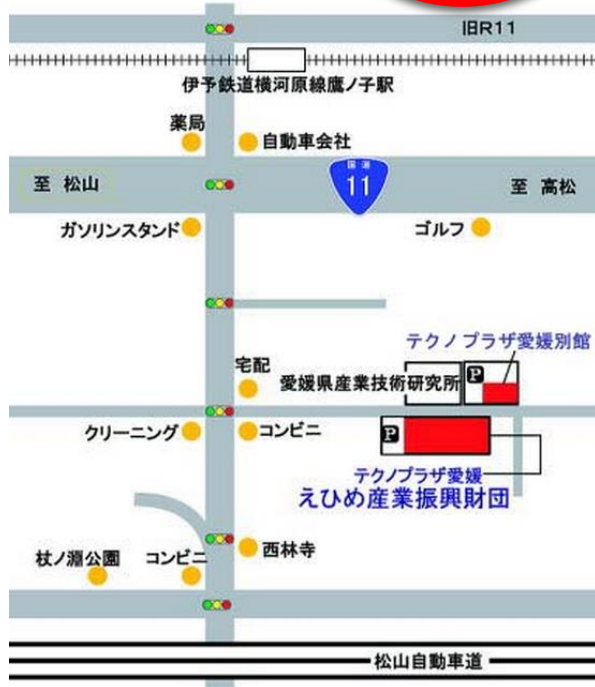 旧R11
伊予鉄道横河原線鷹ノ子駅
薬局
自動車会社
至 松山
国道
11
至 高松
ガソリンスタンド
ゴルフ
テクノプラザ愛媛別館
宅配
愛媛県産業技術研究所
P
クリーニング
コンビニ
P
テクノプラザ愛媛
えひめ産業振興財団
西林寺
杖ノ淵公園
コンビニ
松山自動車道